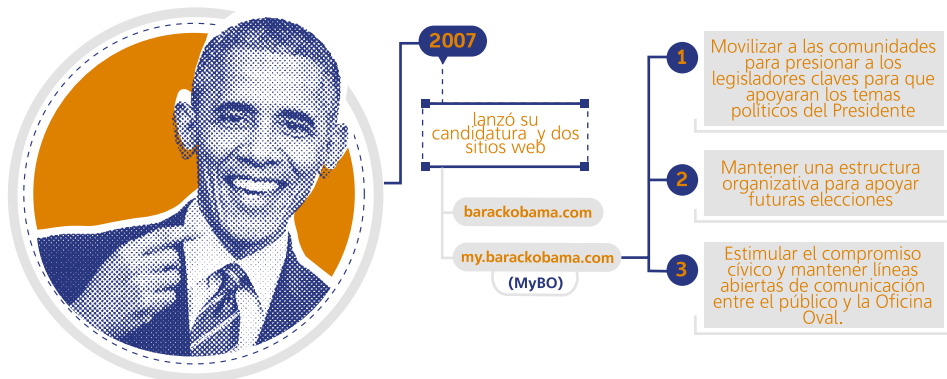 2007
lanzó su
candidatura y dos
sitios web
barackobama.com
my.barackobama.com
(MyBO)
1
Movilizar a las comunidades
para presionar a los
legisladores claves para que
apoyaran los temas
políticos del Presidente
2
Mantener una estructura
organizativa para apoyar
futuras elecciones
3
Estimular el compromiso
cívico y mantener líneas
abiertas de comunicación
entre el público y la Oficina
Oval.